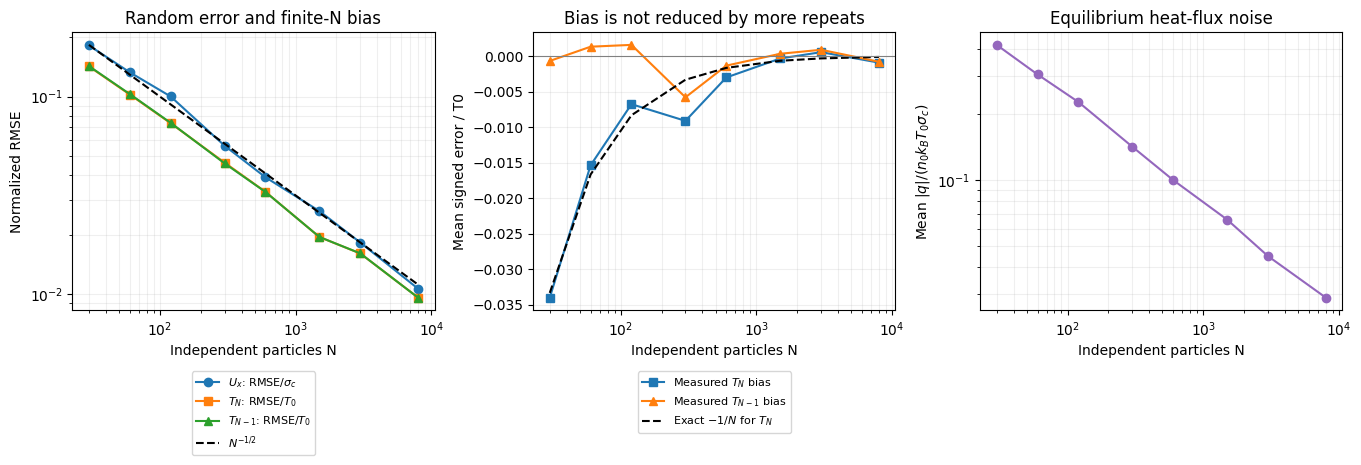 Random error and finite-N bias
Normalized RMSE
10⁻¹
10⁻²
10²
10³
10⁴
Independent particles N
Uₓ: RMSE/σ_c
T_N: RMSE/T₀
T_{N−1}: RMSE/T₀
N^{−1/2}
Bias is not reduced by more repeats
Mean signed error / T0
0.000
−0.005
−0.010
−0.015
−0.020
−0.025
−0.030
−0.035
10²
10³
10⁴
Independent particles N
Measured T_N bias
Measured T_{N−1} bias
Exact −1/N for T_N
Equilibrium heat-flux noise
Mean |q|/(n₀k_BT₀σ_c)
10⁻¹
10²
10³
10⁴
Independent particles N